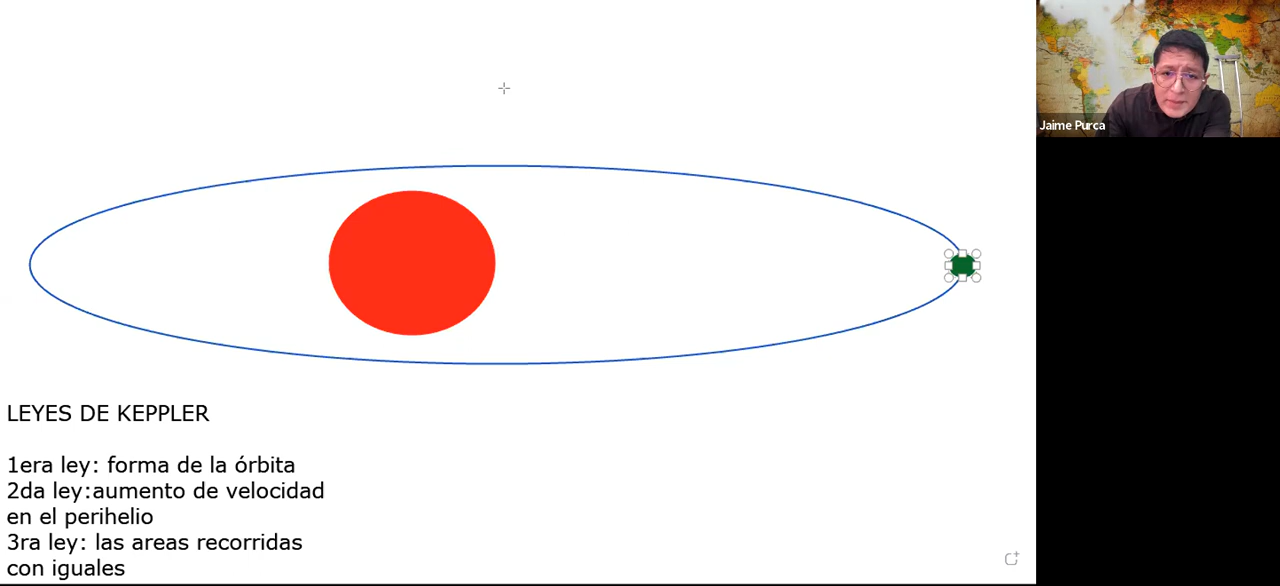 Jaime Purca
LEYES DE KEPPLER
1era ley: forma de la órbita
2da ley:aumento de velocidad
en el perihelio
3ra ley: las areas recorridas
con iguales